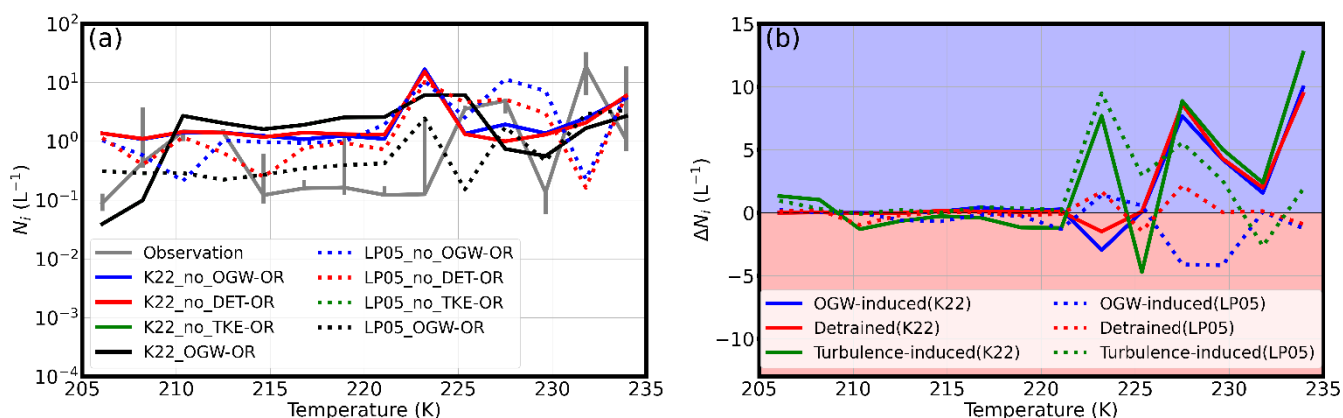 (a)
N_i (L⁻¹)
10²
10¹
10⁰
10⁻¹
10⁻²
10⁻³
10⁻⁴
205 210 215 220 225 230 235
Temperature (K)
Observation
K22_no_OGW-OR
K22_no_DET-OR
K22_no_TKE-OR
K22_OGW-OR
LP05_no_OGW-OR
LP05_no_DET-OR
LP05_no_TKE-OR
LP05_OGW-OR
(b)
ΔN_i (L⁻¹)
15
10
5
0
−5
−10
205 210 215 220 225 230 235
Temperature (K)
OGW-induced(K22)
Detrained(K22)
Turbulence-induced(K22)
OGW-induced(LP05)
Detrained(LP05)
Turbulence-induced(LP05)